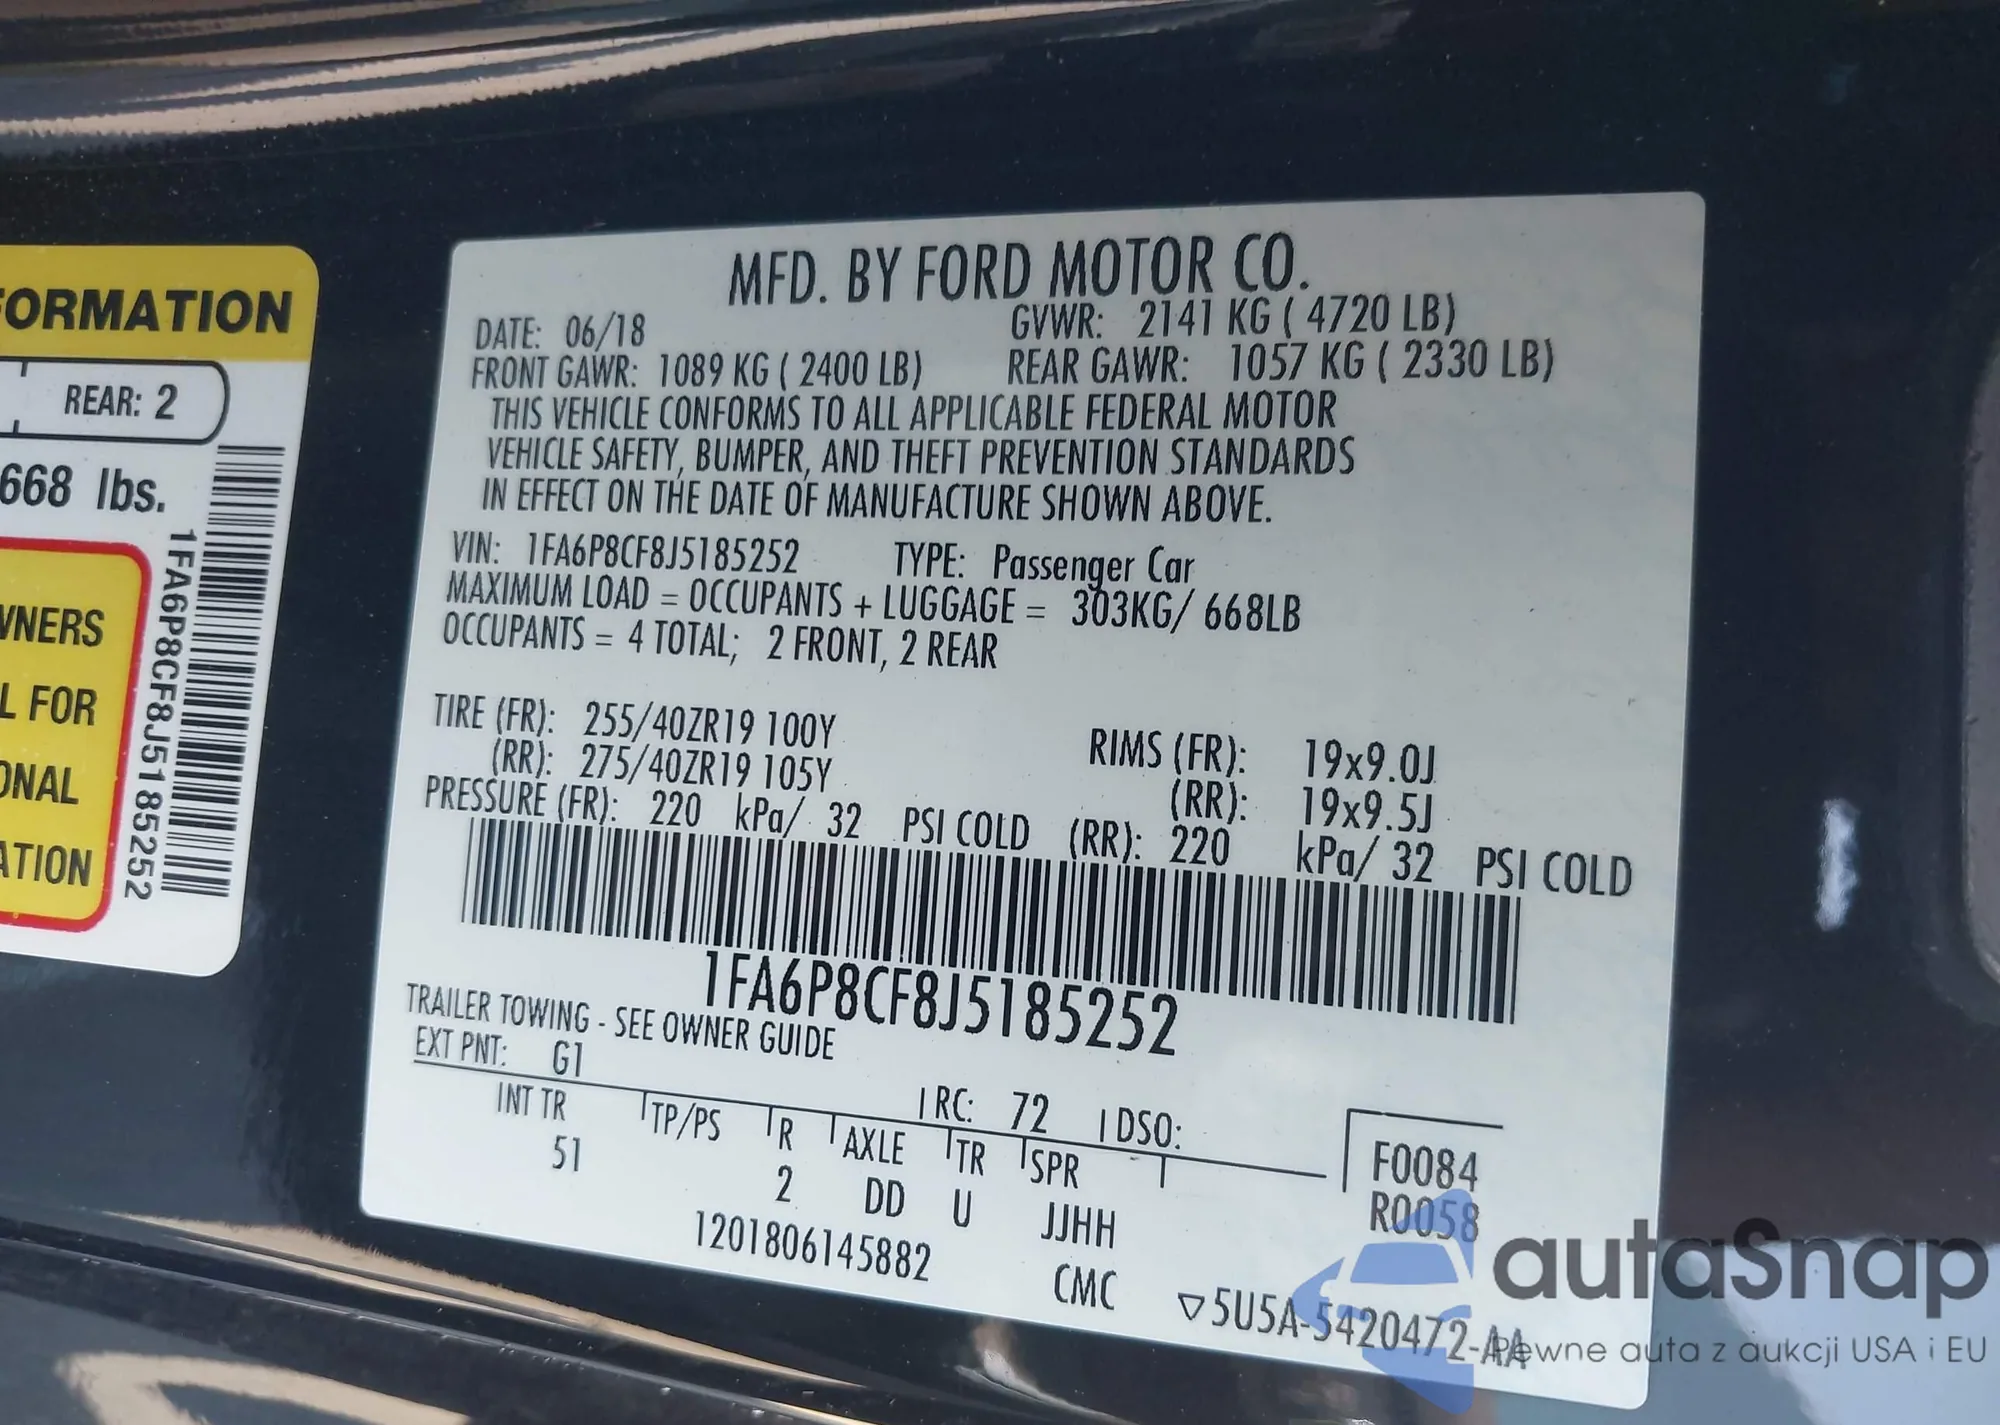 FORMATION
REAR: 2
668 lbs.
WNERS
L FOR
ONAL
ATION
1FA6P8CF8J5185252
MFD. BY FORD MOTOR CO.
DATE: 06/18 GVWR: 2141 KG ( 4720 LB)
FRONT GAWR: 1089 KG ( 2400 LB) REAR GAWR: 1057 KG ( 2330 LB)
THIS VEHICLE CONFORMS TO ALL APPLICABLE FEDERAL MOTOR
VEHICLE SAFETY, BUMPER, AND THEFT PREVENTION STANDARDS
IN EFFECT ON THE DATE OF MANUFACTURE SHOWN ABOVE.
VIN: 1FA6P8CF8J5185252 TYPE: Passenger Car
MAXIMUM LOAD = OCCUPANTS + LUGGAGE = 303KG/ 668LB
OCCUPANTS = 4 TOTAL; 2 FRONT, 2 REAR
TIRE (FR): 255/40ZR19 100Y RIMS (FR): 19x9.0J
(RR): 275/40ZR19 105Y (RR): 19x9.5J
PRESSURE (FR): 220 kPa/ 32 PSI COLD (RR): 220 kPa/ 32 PSI COLD
1FA6P8CF8J5185252
TRAILER TOWING - SEE OWNER GUIDE
EXT PNT: G1 RC: 72 DSO:
INT TR TP/PS R AXLE TR SPR F0084
51 2 DD U JJHH R0058
1201806145882 CMC ▽5U5A-5420472-AA
autaSnap
Pewne auta z aukcji USA i EU